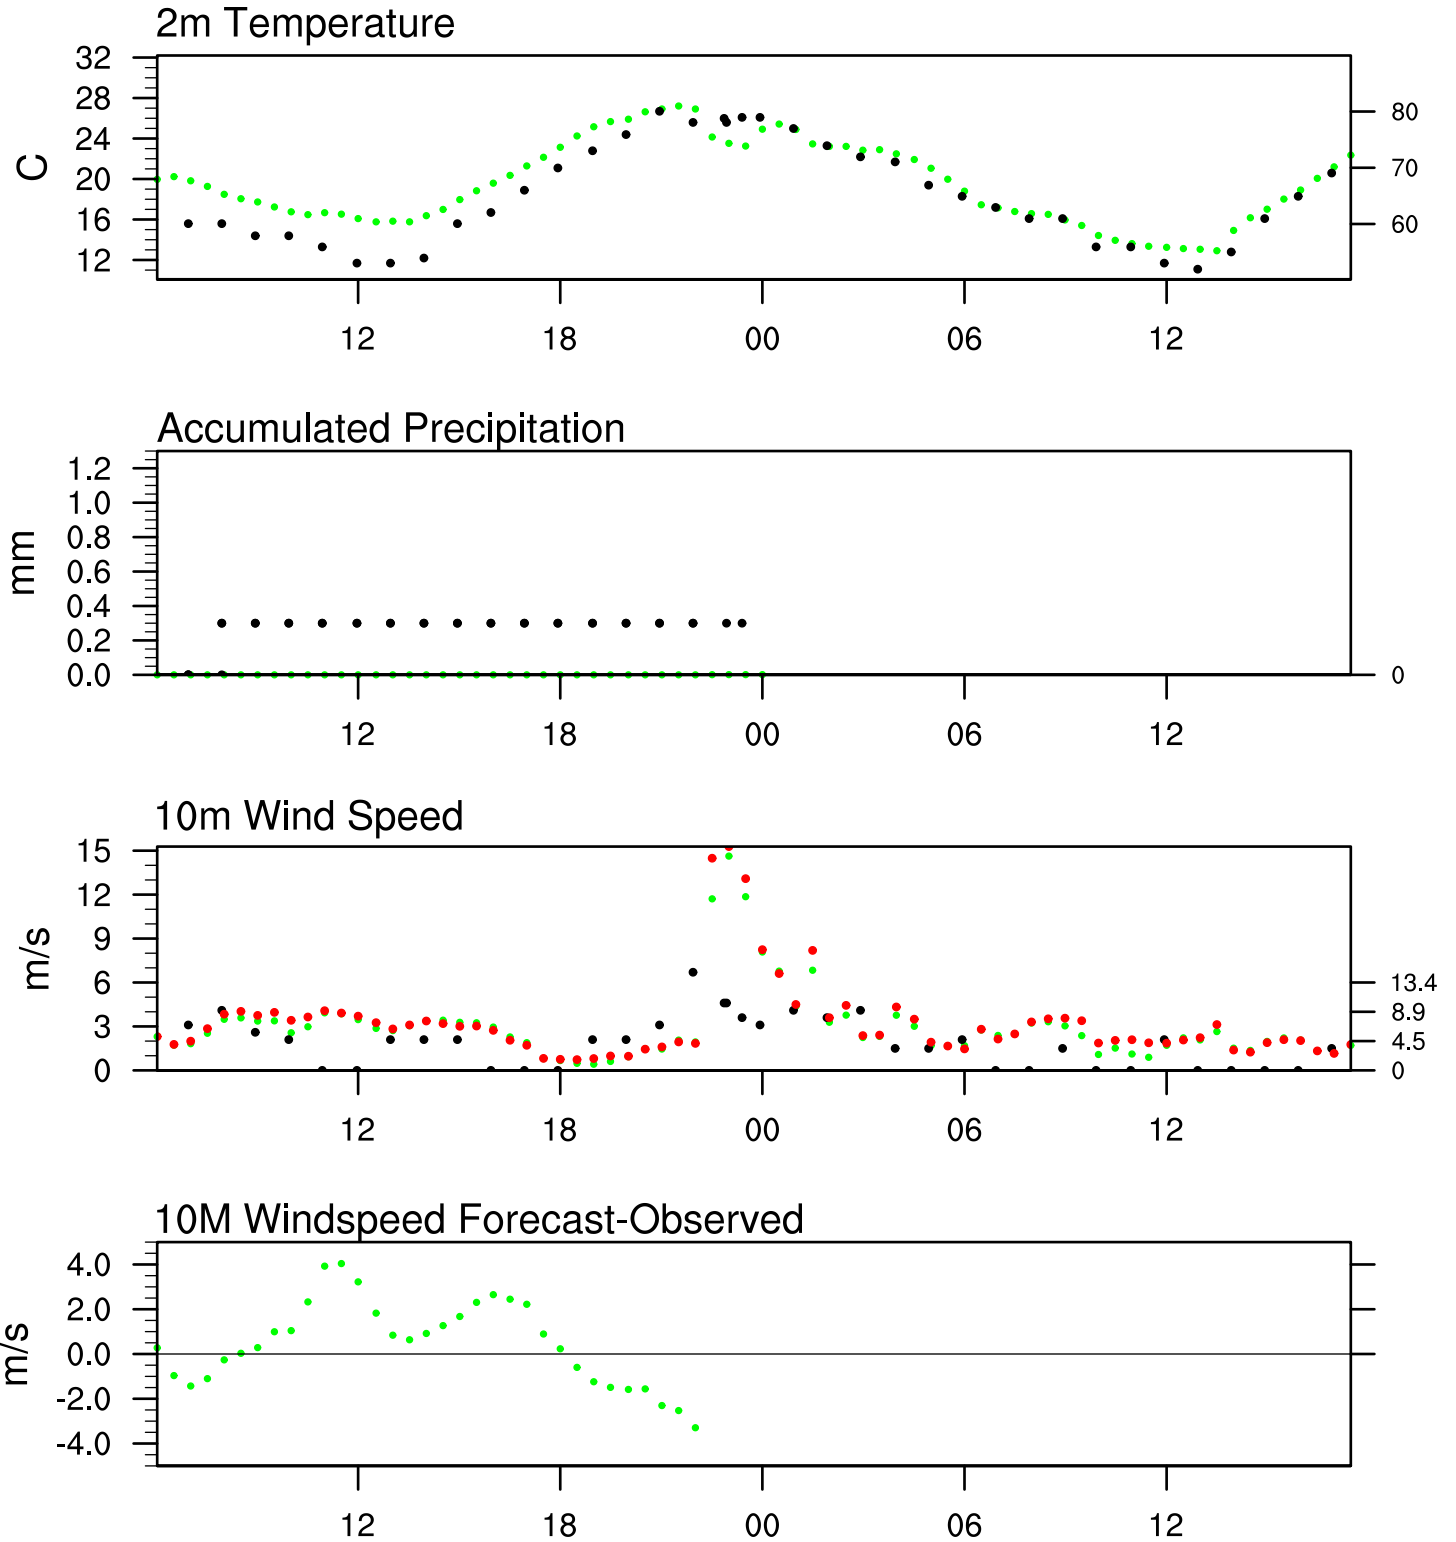 2m Temperature
32
28
24
20
16
12
C
80
70
60
12 18 00 06 12
Accumulated Precipitation
1.2
1.0
0.8
0.6
0.4
0.2
0.0
mm
0
12 18 00 06 12
10m Wind Speed
15
12
9
6
3
0
m/s
13.4
8.9
4.5
0
12 18 00 06 12
10M Windspeed Forecast-Observed
4.0
2.0
0.0
-2.0
-4.0
m/s
12 18 00 06 12